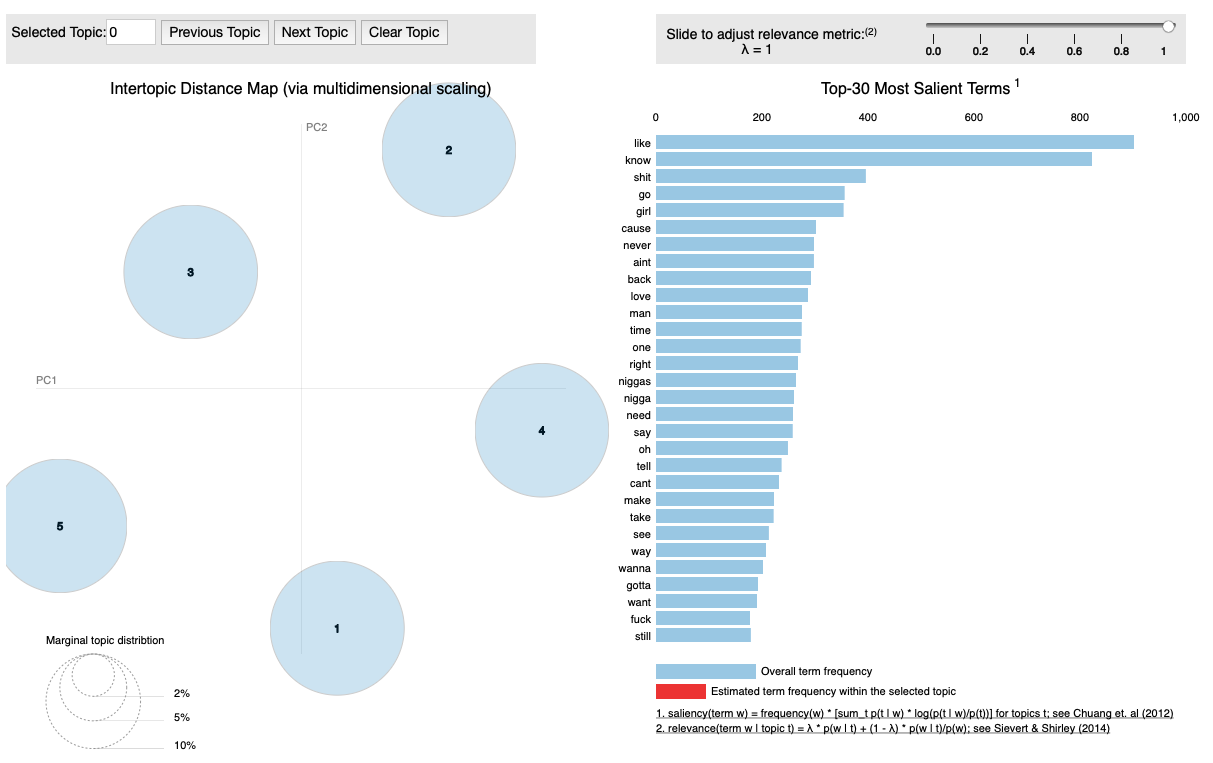 Selected Topic: 0 Previous Topic Next Topic Clear Topic
Slide to adjust relevance metric:(2)
λ = 1
0.0 0.2 0.4 0.6 0.8 1
Intertopic Distance Map (via multidimensional scaling)
PC2
PC1
2
3
4
5
1
Marginal topic distribtion
2%
5%
10%
Top-30 Most Salient Terms 1
0 200 400 600 800 1,000
like
know
shit
go
girl
cause
never
aint
back
love
man
time
one
right
niggas
nigga
need
say
oh
tell
cant
make
take
see
way
wanna
gotta
want
fuck
still
Overall term frequency
Estimated term frequency within the selected topic
1. saliency(term w) = frequency(w) * [sum_t p(t | w) * log(p(t | w)/p(t))] for topics t; see Chuang et. al (2012)
2. relevance(term w | topic t) = λ * p(w | t) + (1 - λ) * p(w | t)/p(w); see Sievert & Shirley (2014)